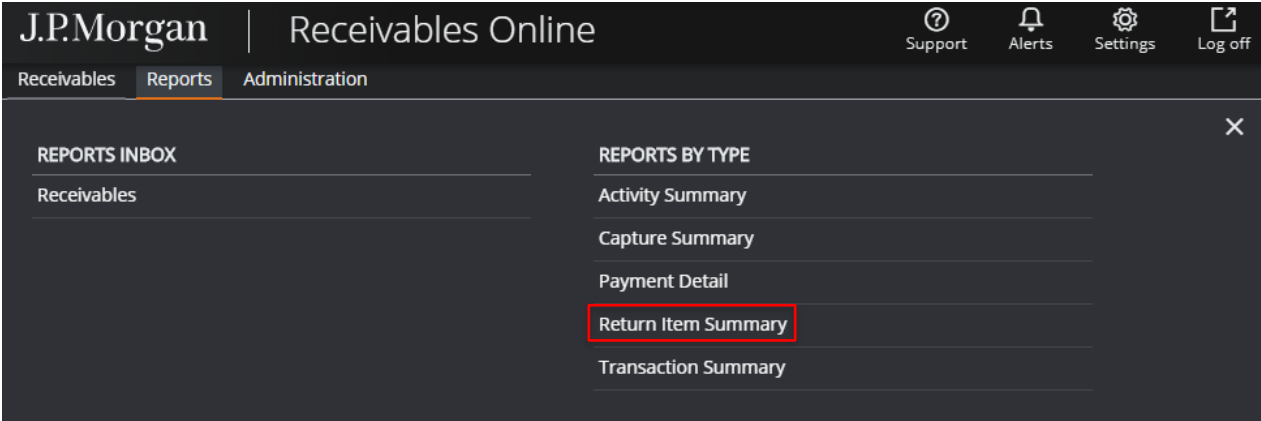 J.P.Morgan | Receivables Online
Support Alerts Settings Log off
Receivables Reports Administration
REPORTS INBOX
Receivables
REPORTS BY TYPE
Activity Summary
Capture Summary
Payment Detail
Return Item Summary
Transaction Summary